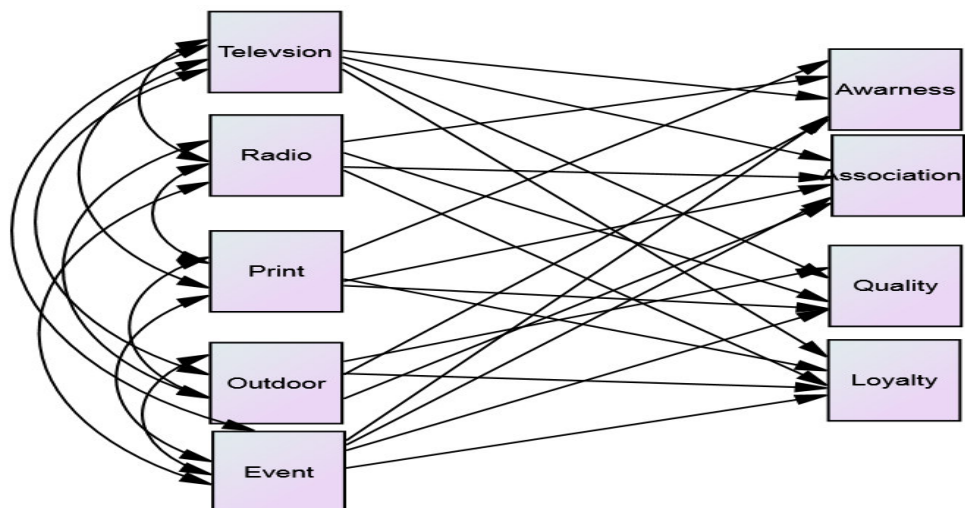 Televsion
Radio
Print
Outdoor
Event
Awarness
Association
Quality
Loyalty